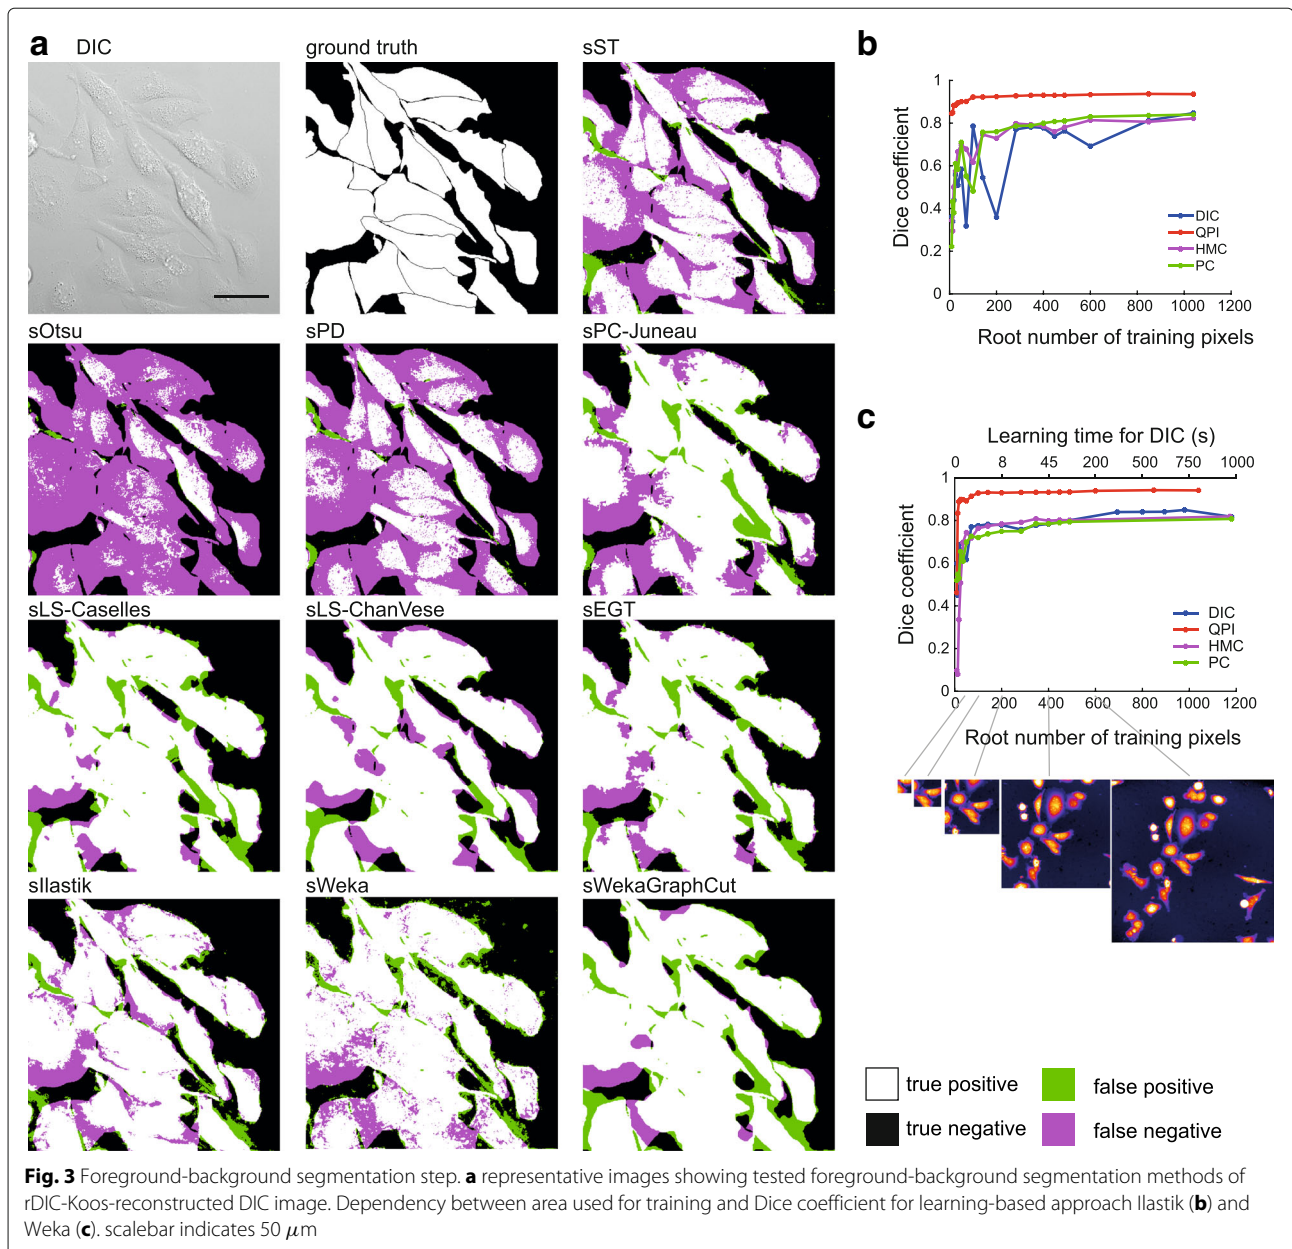 a
DIC
ground truth
sST
sOtsu
sPD
sPC-Juneau
sLS-Caselles
sLS-ChanVese
sEGT
sIlastik
sWeka
sWekaGraphCut
b
1
0.8
0.6
0.4
0.2
0
Dice coefficient
DIC
QPI
HMC
PC
0 200 400 600 800 1000 1200
Root number of training pixels
c
Learning time for DIC (s)
0 8 45 200 500 750 1000
1
0.8
0.6
0.4
0.2
0
Dice coefficient
DIC
QPI
HMC
PC
0 200 400 600 800 1000 1200
Root number of training pixels
true positive
false positive
true negative
false negative
Fig. 3 Foreground-background segmentation step. a representative images showing tested foreground-background segmentation methods of
rDIC-Koos-reconstructed DIC image. Dependency between area used for training and Dice coefficient for learning-based approach Ilastik (b) and
Weka (c). scalebar indicates 50 μm